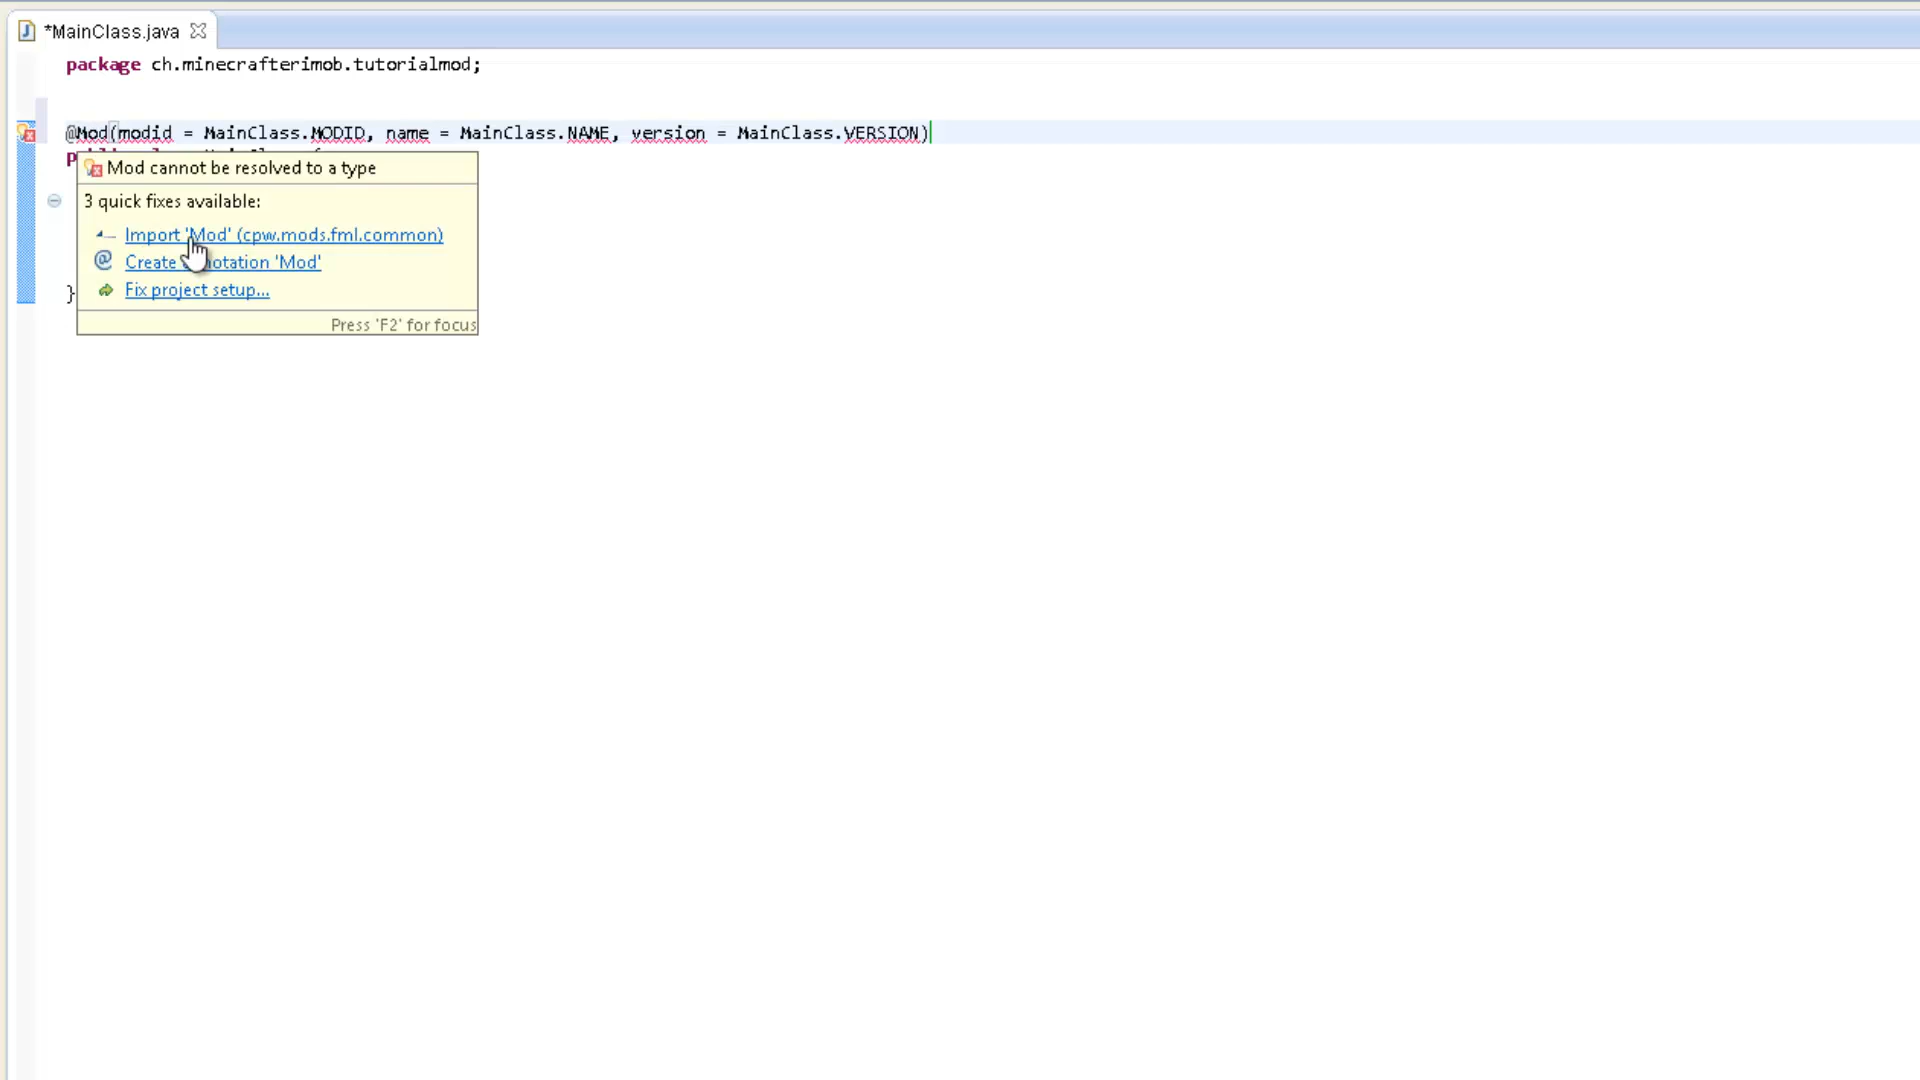 *MainClass.java
package ch.minecrafterimob.tutorialmod;
@Mod(modid = MainClass.MODID, name = MainClass.NAME, version = MainClass.VERSION)
Mod cannot be resolved to a type
3 quick fixes available:
Import 'Mod' (cpw.mods.fml.common)
Create 'Mod'
Fix project setup...
}
Press 'F2' for focus